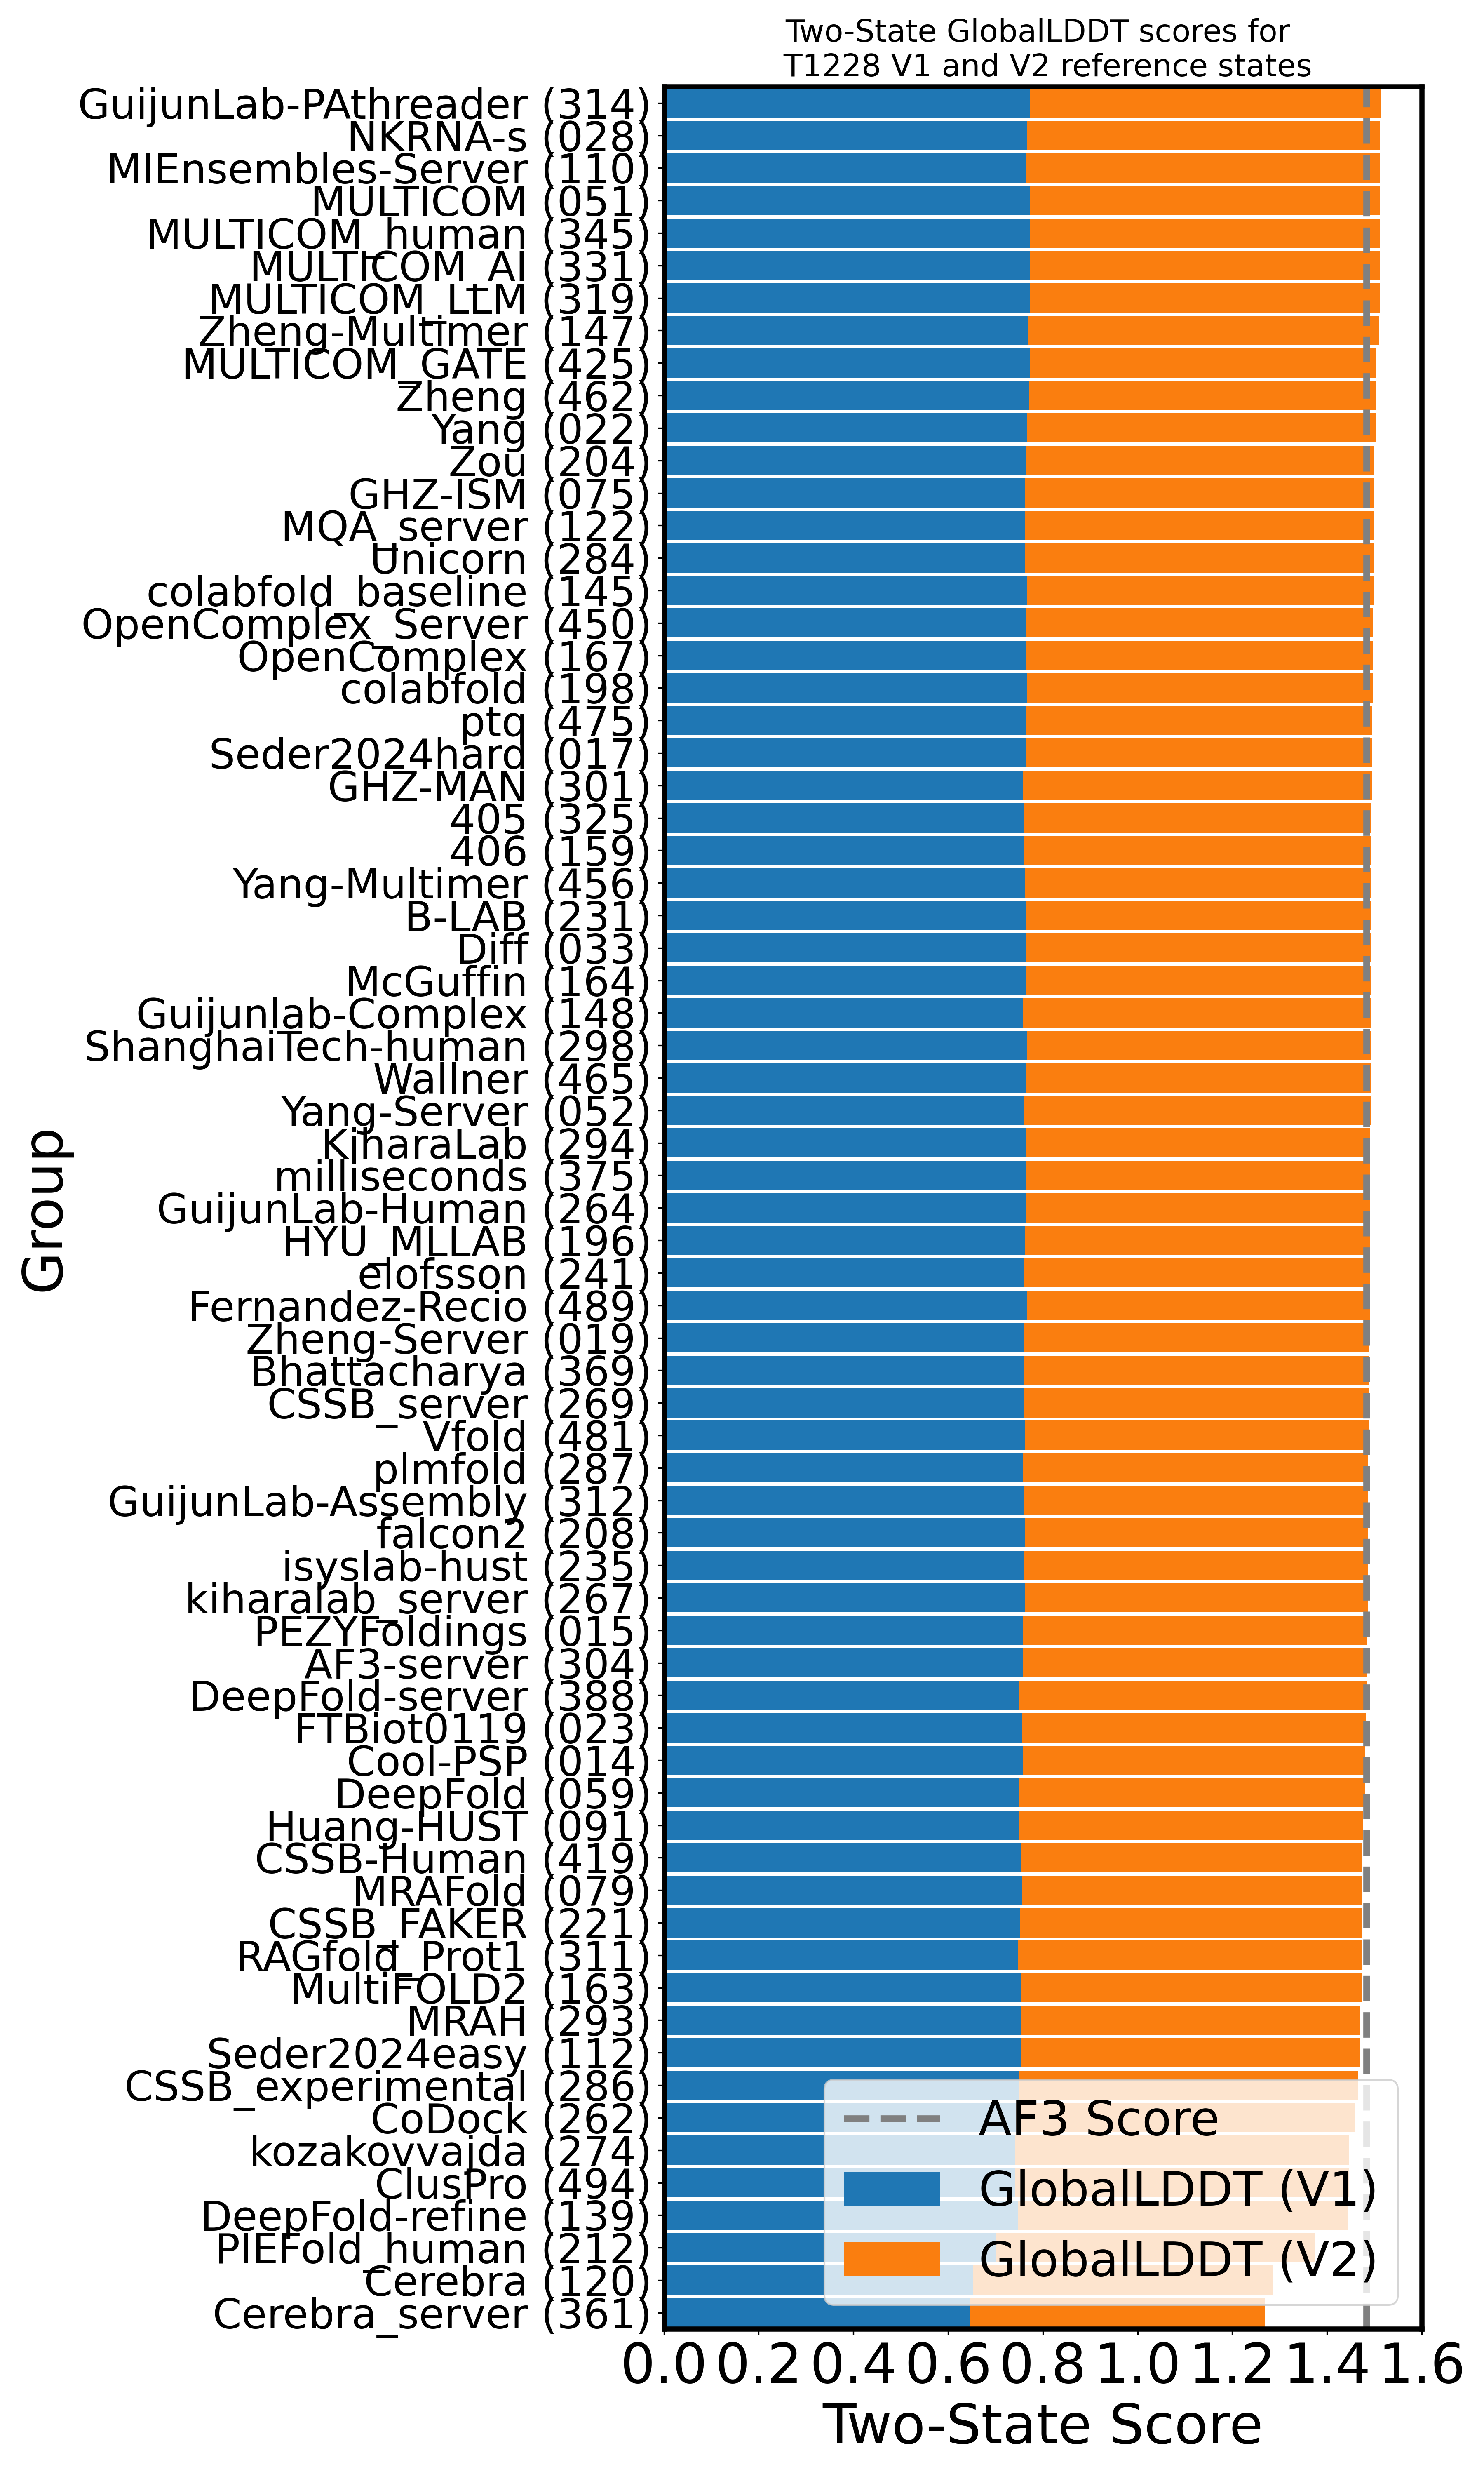 Two-State GlobalLDDT scores for
T1228 V1 and V2 reference states
GuijunLab-PAthreader (314)
NKRNA-s (028)
MIEnsembles-Server (110)
MULTICOM (051)
MULTICOM_human (345)
MULTICOM_AI (331)
MULTICOM_LLM (319)
Zheng-Multimer (147)
MULTICOM_GATE (425)
Zheng (462)
Yang (022)
Zou (204)
GHZ-ISM (075)
MQA_server (122)
Unicorn (284)
colabfold_baseline (145)
OpenComplex_Server (450)
OpenComplex (167)
colabfold (198)
ptq (475)
Seder2024hard (017)
GHZ-MAN (301)
405 (325)
406 (159)
Yang-Multimer (456)
B-LAB (231)
Diff (033)
McGuffin (164)
Guijunlab-Complex (148)
ShanghaiTech-human (298)
Wallner (465)
Yang-Server (052)
KiharaLab (294)
milliseconds (375)
GuijunLab-Human (264)
HYU_MLLAB (196)
elofsson (241)
Fernandez-Recio (489)
Zheng-Server (019)
Bhattacharya (369)
CSSB_server (269)
Vfold (481)
plmfold (287)
GuijunLab-Assembly (312)
falcon2 (208)
isyslab-hust (235)
kiharalab_server (267)
PEZYFoldings (015)
AF3-server (304)
DeepFold-server (388)
FTBiot0119 (023)
Cool-PSP (014)
DeepFold (059)
Huang-HUST (091)
CSSB-Human (419)
MRAFold (079)
CSSB_FAKER (221)
RAGfold_Prot1 (311)
MultiFOLD2 (163)
MRAH (293)
Seder2024easy (112)
CSSB_experimental (286)
CoDock (262)
kozakovvajda (274)
ClusPro (494)
DeepFold-refine (139)
PIEFold_human (212)
Cerebra (120)
Cerebra_server (361)
Group
AF3 Score
GlobalLDDT (V1)
GlobalLDDT (V2)
0.0 0.2 0.4 0.6 0.8 1.0 1.2 1.4 1.6
Two-State Score